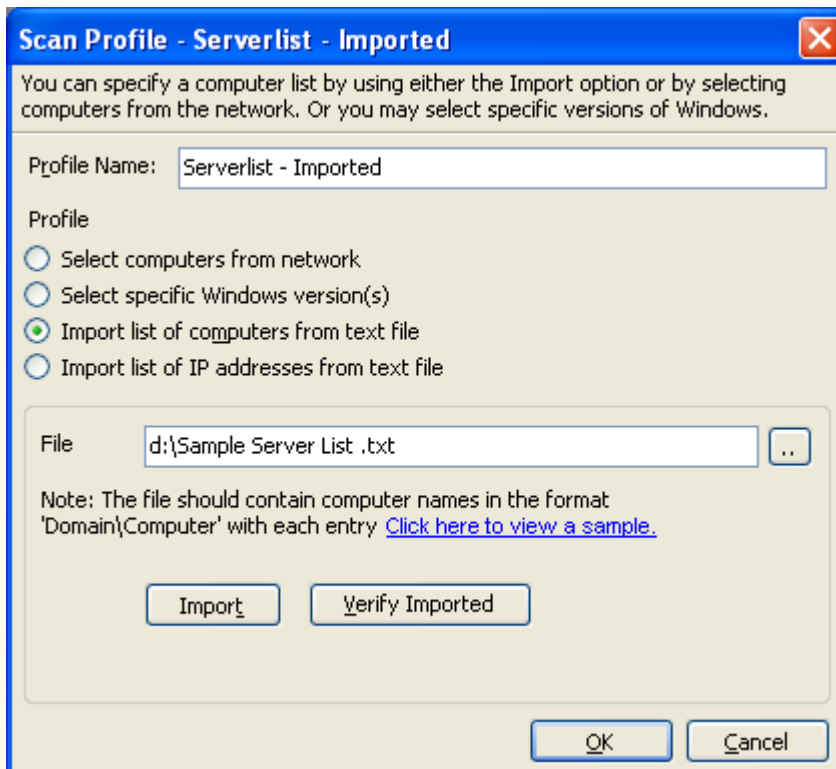 Scan Profile - Serverlist - Imported
You can specify a computer list by using either the Import option or by selecting
computers from the network. Or you may select specific versions of Windows.
Profile Name: Serverlist - Imported
Profile
Select computers from network
Select specific Windows version(s)
Import list of computers from text file
Import list of IP addresses from text file
File d:\Sample Server List .txt ..
Note: The file should contain computer names in the format
'Domain\Computer' with each entry Click here to view a sample.
Import Verify Imported
OK Cancel